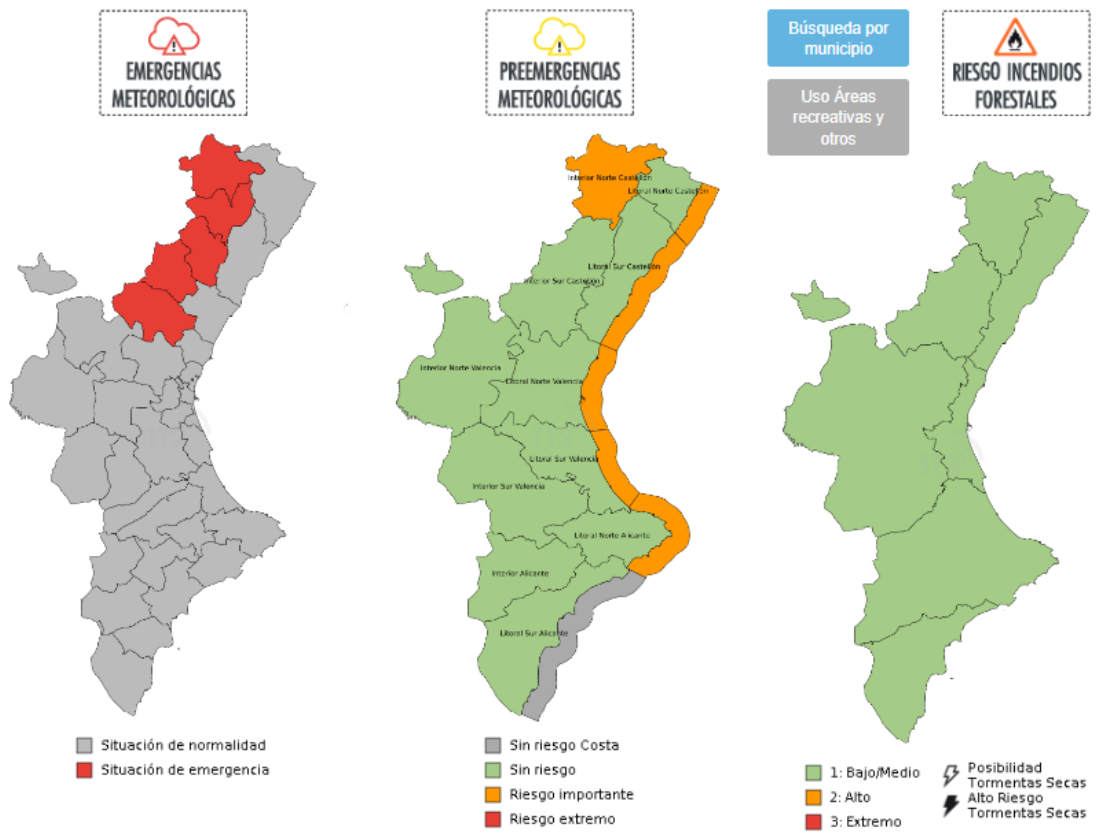 EMERGENCIAS
METEOROLÓGICAS
PREEMERGENCIAS
METEOROLÓGICAS
Búsqueda por
municipio
Uso Áreas
recreativas y
otros
RIESGO INCENDIOS
FORESTALES
Interior Norte Castellón
Litoral Norte Castellón
Litoral Sur Castellón
Interior Sur Castellón
Interior Norte Valencia
Litoral Norte Valencia
Litoral Sur Valencia
Interior Sur Valencia
Litoral Norte Alicante
Interior Alicante
Litoral Sur Alicante
Situación de normalidad
Situación de emergencia
Sin riesgo Costa
Sin riesgo
Riesgo importante
Riesgo extremo
1: Bajo/Medio
2: Alto
3: Extremo
Posibilidad
Tormentas Secas
Alto Riesgo
Tormentas Secas